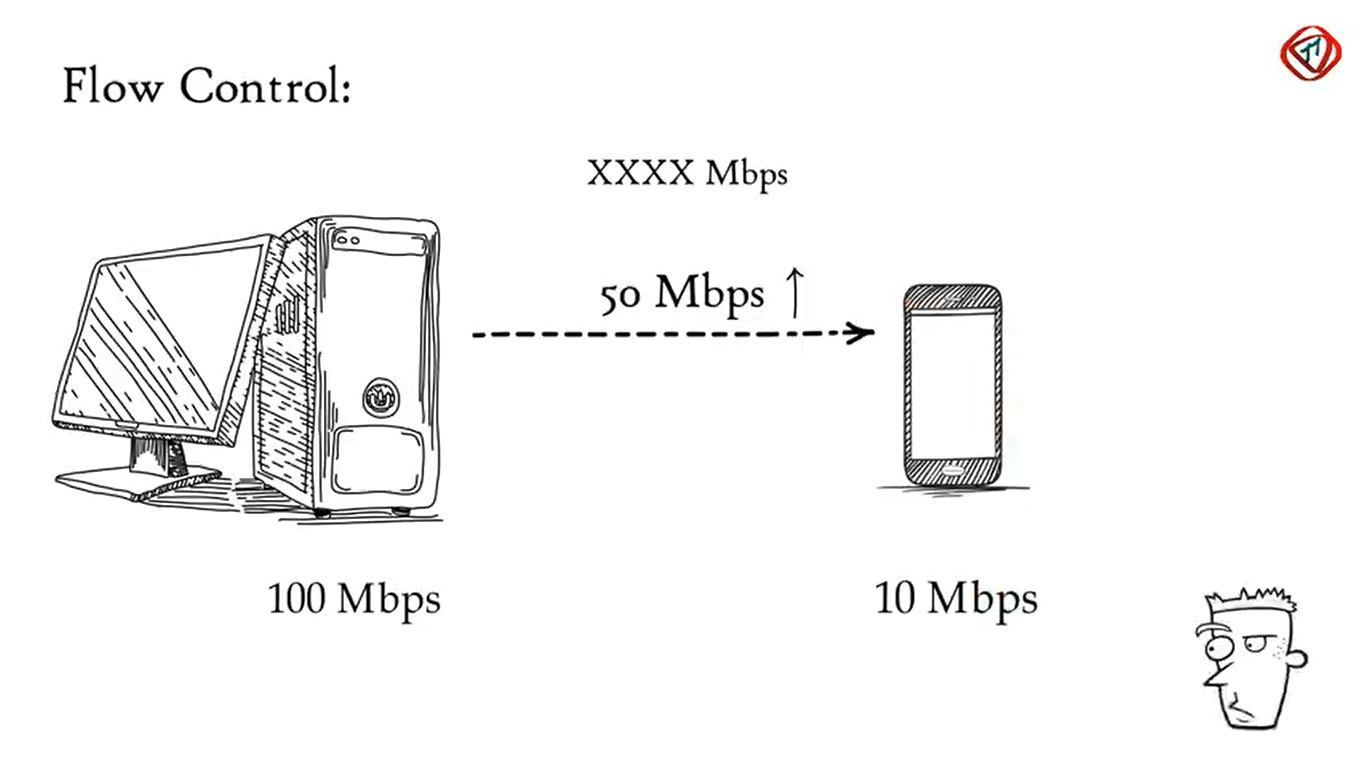 Flow Control:
XXXX Mbps
50 Mbps ↑
100 Mbps
10 Mbps